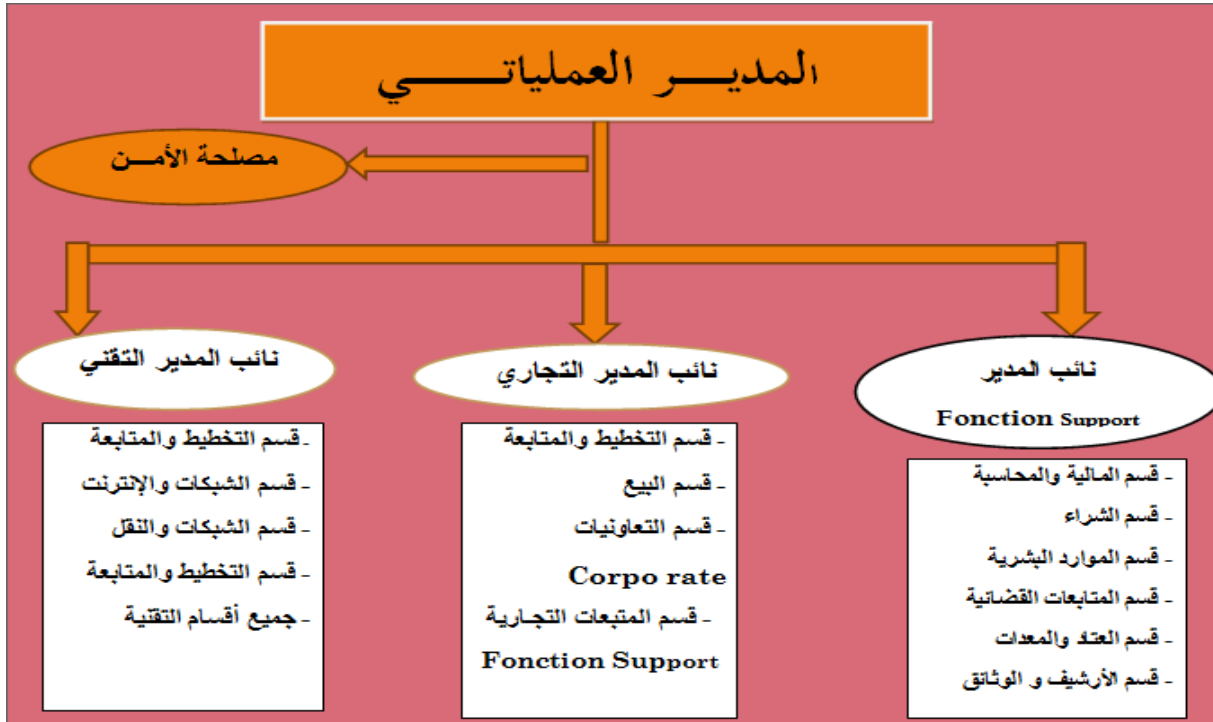 المديـــر العملياتـــــي
مصلحة الأمـــن
نائب المدير
Fonction Support
- قسم المالية والمحاسبة
- قسم الشراء
- قسم الموارد البشرية
- قسم المتابعات القضائية
- قسم العتاد والمعدات
- قسم الأرشيف و الوثائق
نائب المدير التجاري
- قسم التخطيط والمتابعة
- قسم البيع
- قسم التعاونيات
Corpo rate
- قسم المتبعات التجارية
Fonction Support
نائب المدير التقني
- قسم التخطيط والمتابعة
- قسم الشبكات والإنترنت
- قسم الشبكات والنقل
- قسم التخطيط والمتابعة
- جميع أقسام التقنية